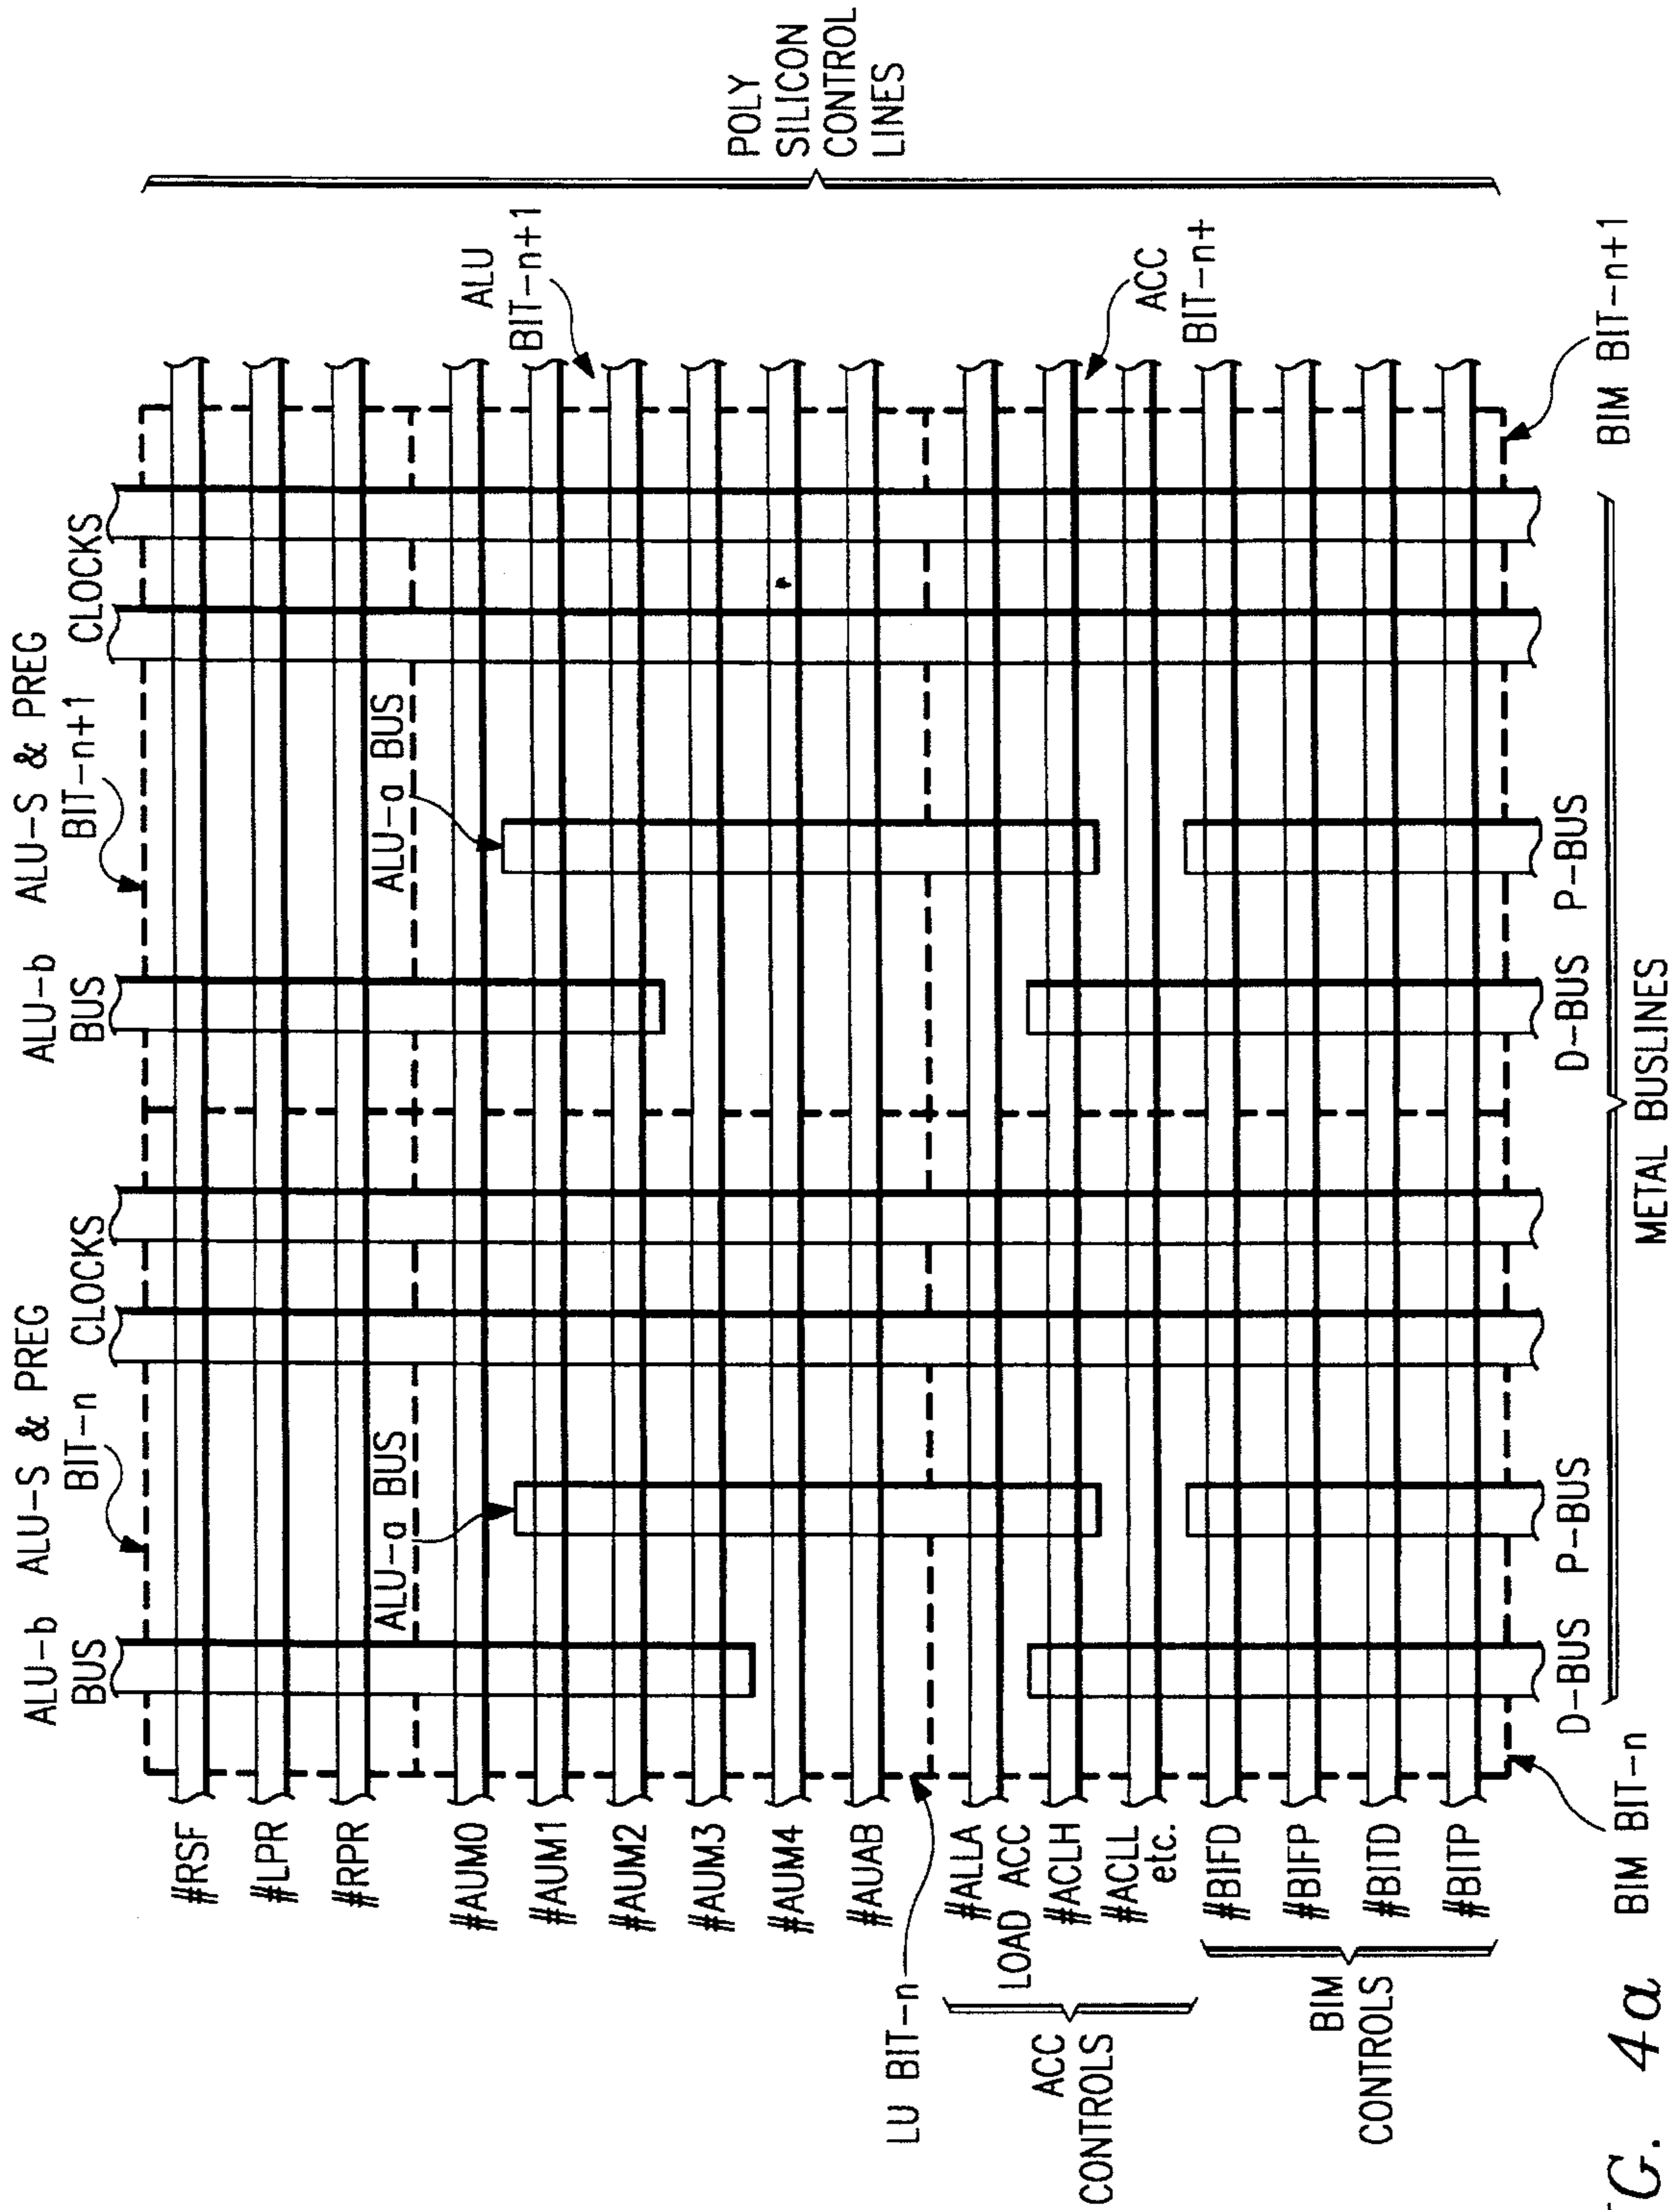 ALU-b
BUS
ALU-S & PREG
BIT-n
CLOCKS
ALU-b
BUS
ALU-S & PREG
BIT-n+1
CLOCKS
ALU-a BUS
ALU-a BUS
#RSF
#LPR
#RPR
#AUM0
#AUM1
#AUM2
#AUM3
#AUM4
#AUAB
#ALLA
LOAD ACC
#ACLH
#ACLL
etc.
#BIFD
#BIFP
#BITD
#BITP
LU BIT-n
ACC
CONTROLS
BIM
CONTROLS
ALU
BIT-n+1
ACC
BIT-n+
POLY
SILICON
CONTROL
LINES
BIM BIT-n
D-BUS
P-BUS
D-BUS
P-BUS
BIM BIT-n+1
METAL BUSLINES
G. 4a